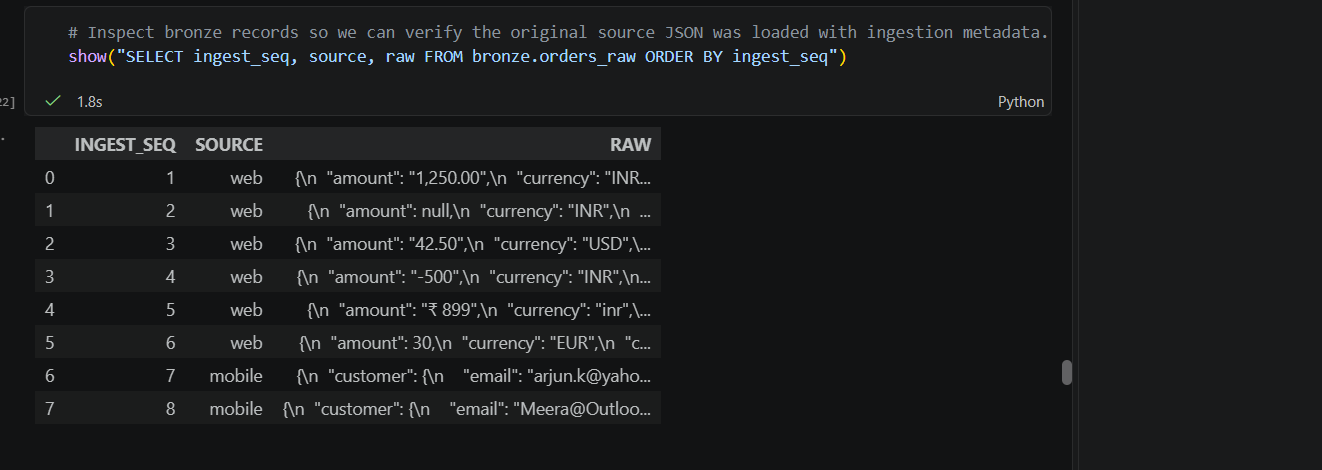 # Inspect bronze records so we can verify the original source JSON was loaded with ingestion metadata.
show("SELECT ingest_seq, source, raw FROM bronze.orders_raw ORDER BY ingest_seq")
22]
1.8s
Python
INGEST_SEQ SOURCE RAW
0 1 web {\n "amount": "1,250.00",\n "currency": "INR...
1 2 web {\n "amount": null,\n "currency": "INR",\n ...
2 3 web {\n "amount": "42.50",\n "currency": "USD",\...
3 4 web {\n "amount": "-500",\n "currency": "INR",\n...
4 5 web {\n "amount": "₹ 899",\n "currency": "inr",\...
5 6 web {\n "amount": 30,\n "currency": "EUR",\n "c...
6 7 mobile {\n "customer": {\n "email": "arjun.k@yaho...
7 8 mobile {\n "customer": {\n "email": "Meera@Outloo...